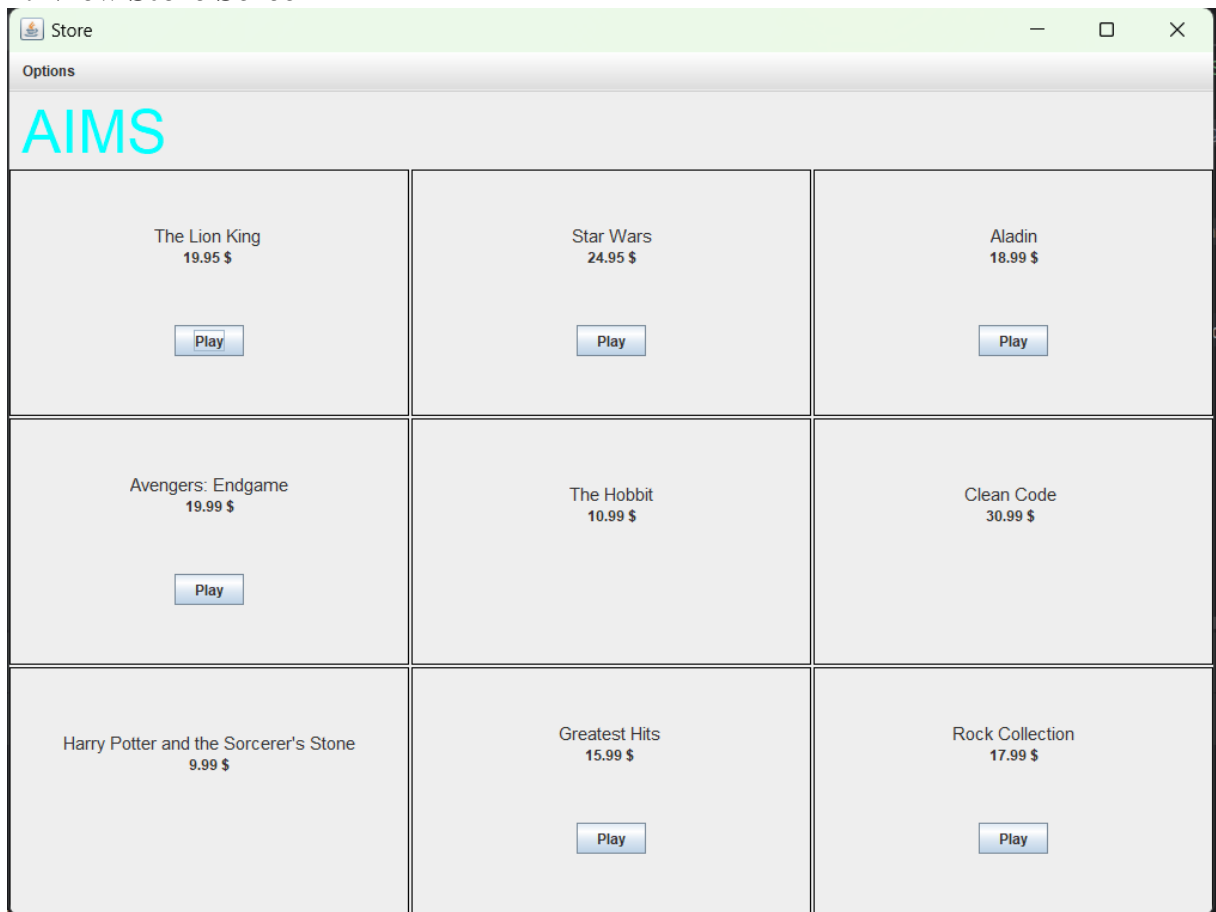 Store
Options
AIMS
The Lion King
19.95 $
Play
Star Wars
24.95 $
Play
Aladin
18.99 $
Play
Avengers: Endgame
19.99 $
Play
The Hobbit
10.99 $
Clean Code
30.99 $
Harry Potter and the Sorcerer's Stone
9.99 $
Greatest Hits
15.99 $
Play
Rock Collection
17.99 $
Play